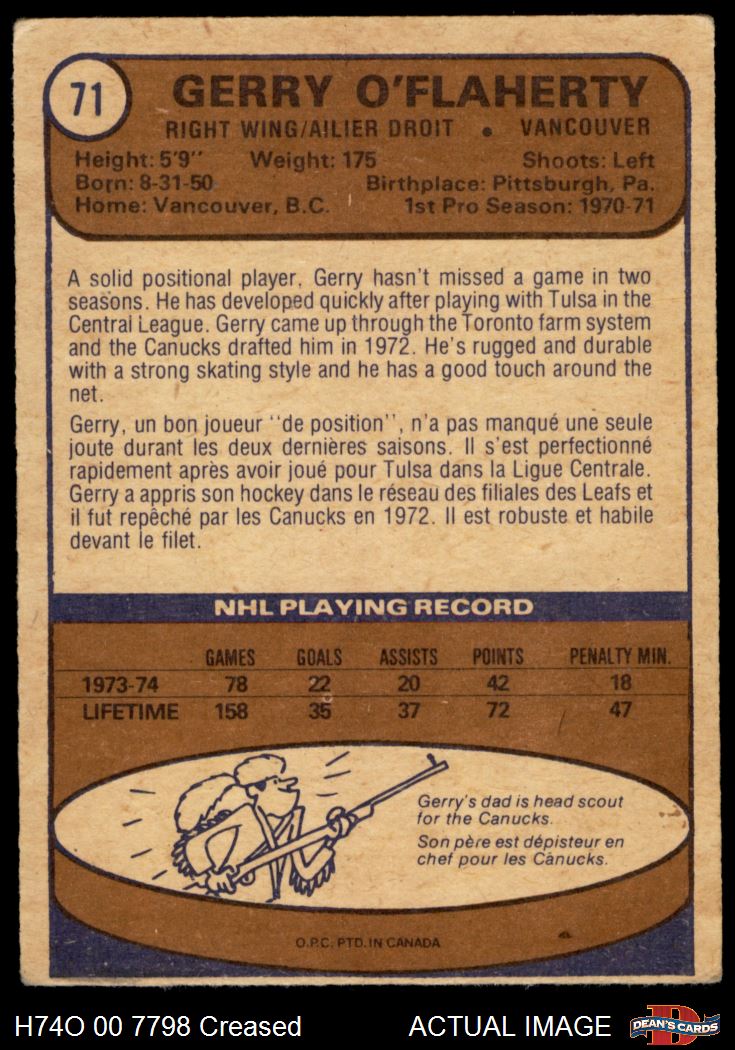 71
GERRY O'FLAHERTY
RIGHT WING/AILIER DROIT • VANCOUVER
Height: 5'9" Weight: 175 Shoots: Left
Born: 8-31-50 Birthplace: Pittsburgh, Pa.
Home: Vancouver, B.C. 1st Pro Season: 1970-71
A solid positional player, Gerry hasn't missed a game in two
seasons. He has developed quickly after playing with Tulsa in the
Central League. Gerry came up through the Toronto farm system
and the Canucks drafted him in 1972. He's rugged and durable
with a strong skating style and he has a good touch around the
net.
Gerry, un bon joueur "de position", n'a pas manqué une seule
joute durant les deux dernières saisons. Il s'est perfectionné
rapidement après avoir joué pour Tulsa dans la Ligue Centrale.
Gerry a appris son hockey dans le réseau des filiales des Leafs et
il fut repêché par les Canucks en 1972. Il est robuste et habile
devant le filet.
NHL PLAYING RECORD
GAMES GOALS ASSISTS POINTS PENALTY MIN.
1973-74 78 22 20 42 18
LIFETIME 158 35 37 72 47
Gerry's dad is head scout
for the Canucks.
Son père est dépisteur en
chef pour les Canucks.
O.P.C. PTD. IN CANADA
H74O 00 7798 Creased ACTUAL IMAGE D DEAN'S CARDS